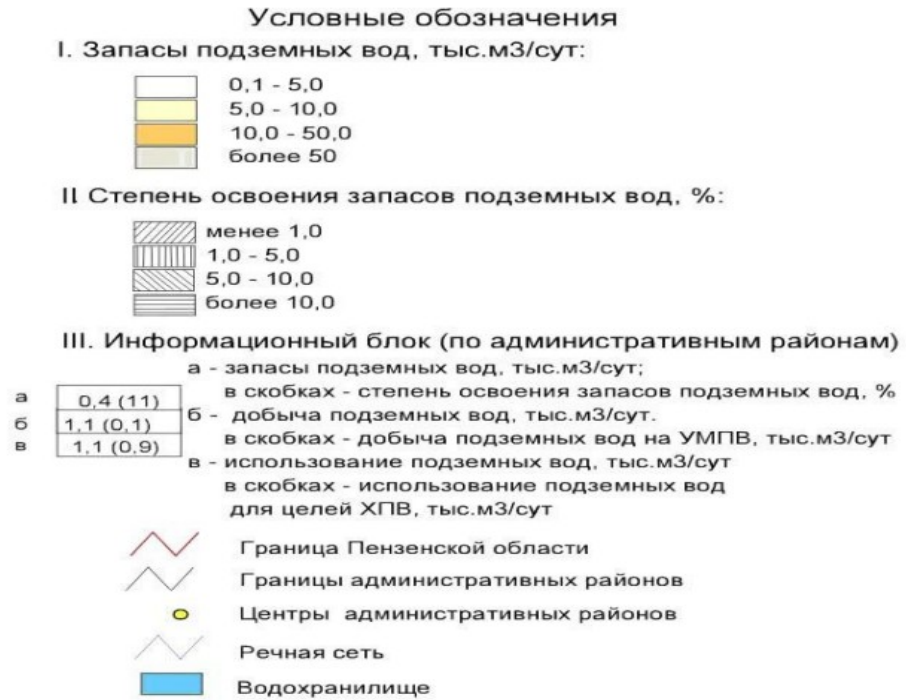 Условные обозначения
I. Запасы подземных вод, тыс.м3/сут:
0,1 - 5,0
5,0 - 10,0
10,0 - 50,0
более 50
II. Степень освоения запасов подземных вод, %:
менее 1,0
1,0 - 5,0
5,0 - 10,0
более 10,0
III. Информационный блок (по административным районам)
а - запасы подземных вод, тыс.м3/сут;
в скобках - степень освоения запасов подземных вод, %
а 0,4 (11)
б 1,1 (0,1)
в 1,1 (0,9)
б - добыча подземных вод, тыс.м3/сут.
в скобках - добыча подземных вод на УМПВ, тыс.м3/сут
в - использование подземных вод, тыс.м3/сут
в скобках - использование подземных вод
для целей ХПВ, тыс.м3/сут
Граница Пензенской области
Границы административных районов
Центры административных районов
Речная сеть
Водохранилище